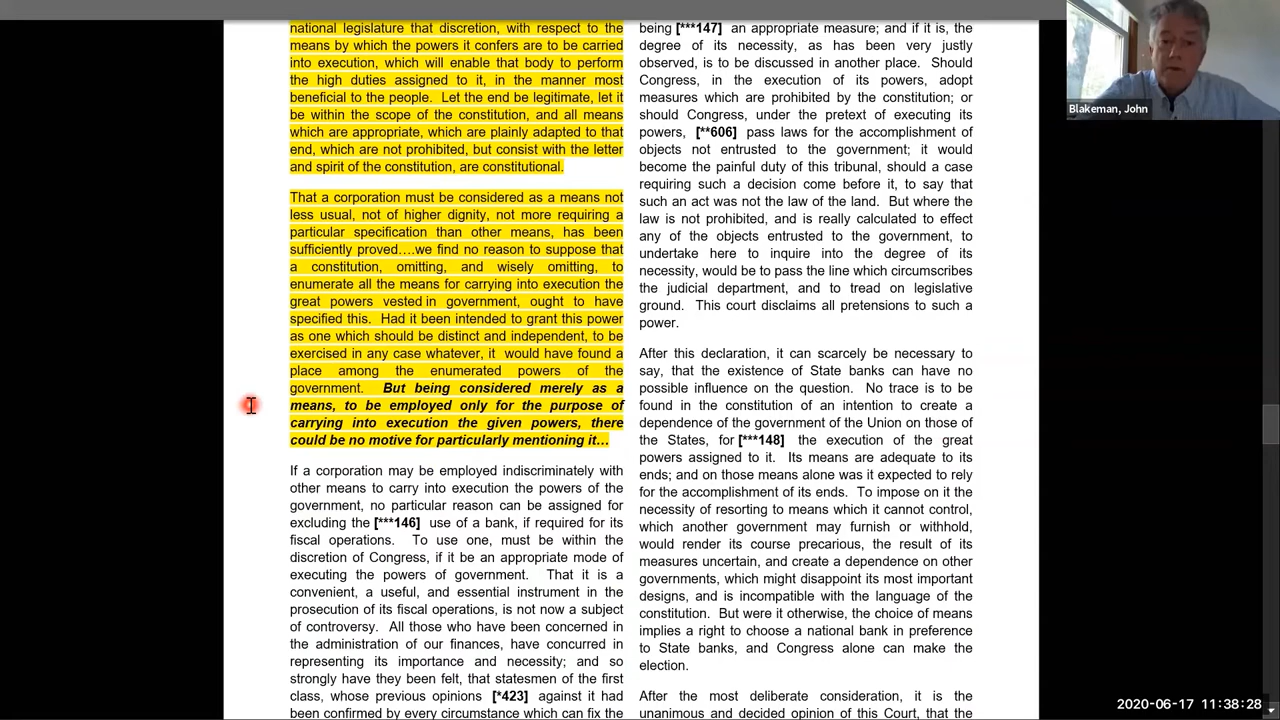 national legislature that discretion, with respect to the
means by which the powers it confers are to be carried
into execution, which will enable that body to perform
the high duties assigned to it, in the manner most
beneficial to the people. Let the end be legitimate, let it
be within the scope of the constitution, and all means
which are appropriate, which are plainly adapted to that
end, which are not prohibited, but consist with the letter
and spirit of the constitution, are constitutional.
That a corporation must be considered as a means not
less usual, not of higher dignity, not more requiring a
particular specification than other means, has been
sufficiently proved….we find no reason to suppose that
a constitution, omitting, and wisely omitting, to
enumerate all the means for carrying into execution the
great powers vested in government, ought to have
specified this. Had it been intended to grant this power
as one which should be distinct and independent, to be
exercised in any case whatever, it would have found a
place among the enumerated powers of the
government. But being considered merely as a
means, to be employed only for the purpose of
carrying into execution the given powers, there
could be no motive for particularly mentioning it…
If a corporation may be employed indiscriminately with
other means to carry into execution the powers of the
government, no particular reason can be assigned for
excluding the [***146] use of a bank, if required for its
fiscal operations. To use one, must be within the
discretion of Congress, if it be an appropriate mode of
executing the powers of government. That it is a
convenient, a useful, and essential instrument in the
prosecution of its fiscal operations, is not now a subject
of controversy. All those who have been concerned in
the administration of our finances, have concurred in
representing its importance and necessity; and so
strongly have they been felt, that statesmen of the first
class, whose previous opinions [*423] against it had
been confirmed by every circumstance which can fix the
being [***147] an appropriate measure; and if it is, the
degree of its necessity, as has been very justly
observed, is to be discussed in another place. Should
Congress, in the execution of its powers, adopt
measures which are prohibited by the constitution; or
should Congress, under the pretext of executing its
powers, [**606] pass laws for the accomplishment of
objects not entrusted to the government; it would
become the painful duty of this tribunal, should a case
requiring such a decision come before it, to say that
such an act was not the law of the land. But where the
law is not prohibited, and is really calculated to effect
any of the objects entrusted to the government, to
undertake here to inquire into the degree of its
necessity, would be to pass the line which circumscribes
the judicial department, and to tread on legislative
ground. This court disclaims all pretensions to such a
power.
After this declaration, it can scarcely be necessary to
say, that the existence of State banks can have no
possible influence on the question. No trace is to be
found in the constitution of an intention to create a
dependence of the government of the Union on those of
the States, for [***148] the execution of the great
powers assigned to it. Its means are adequate to its
ends; and on those means alone was it expected to rely
for the accomplishment of its ends. To impose on it the
necessity of resorting to means which it cannot control,
which another government may furnish or withhold,
would render its course precarious, the result of its
measures uncertain, and create a dependence on other
governments, which might disappoint its most important
designs, and is incompatible with the language of the
constitution. But were it otherwise, the choice of means
implies a right to choose a national bank in preference
to State banks, and Congress alone can make the
election.
After the most deliberate consideration, it is the
unanimous and decided opinion of this Court, that the
Blakeman, John
2020-06-17 11:38:28